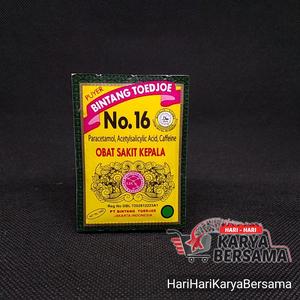 PUYER
BINTANG TOEDJOE
No. 16
Paracetamol, Acetylsalicylic Acid, Caffeine
OBAT SAKIT KEPALA
PT BINTANG TOEDJOE
JAKARTA-INDONESIA
HARI - HARI
KARYA
BERSAMA
HariHariKaryaBersama